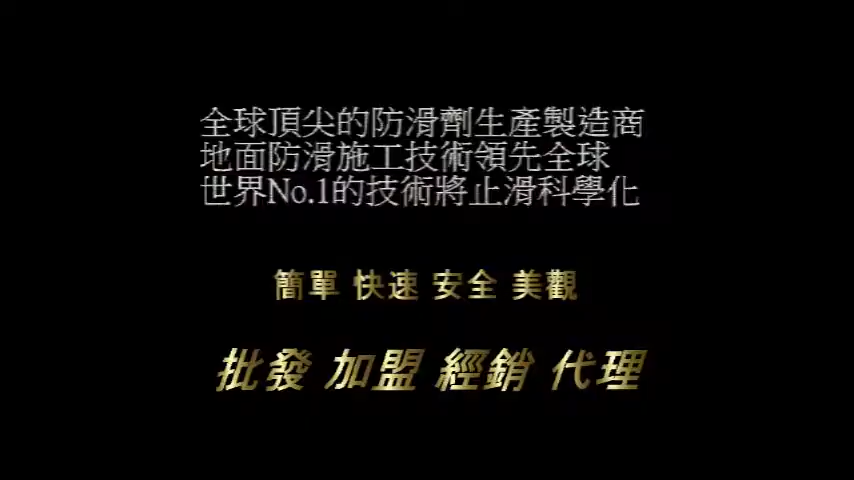 全球頂尖的防滑劑生產製造商
地面防滑施工技術領先全球
世界No.1的技術將止滑科學化
簡單 快速 安全 美觀
批發 加盟 經銷 代理